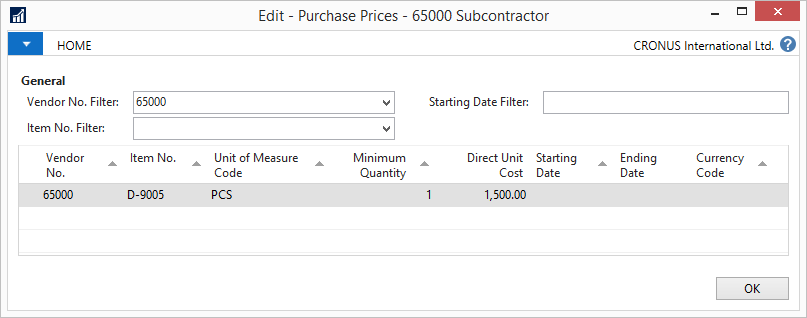 Edit - Purchase Prices - 65000 Subcontractor
HOME
CRONUS International Ltd.
?
General
Vendor No. Filter: 65000
Starting Date Filter:
Item No. Filter:
Vendor No. Item No. Unit of Measure Code Minimum Quantity Direct Unit Cost Starting Date Ending Date Currency Code
65000 D-9005 PCS 1 1,500.00
OK